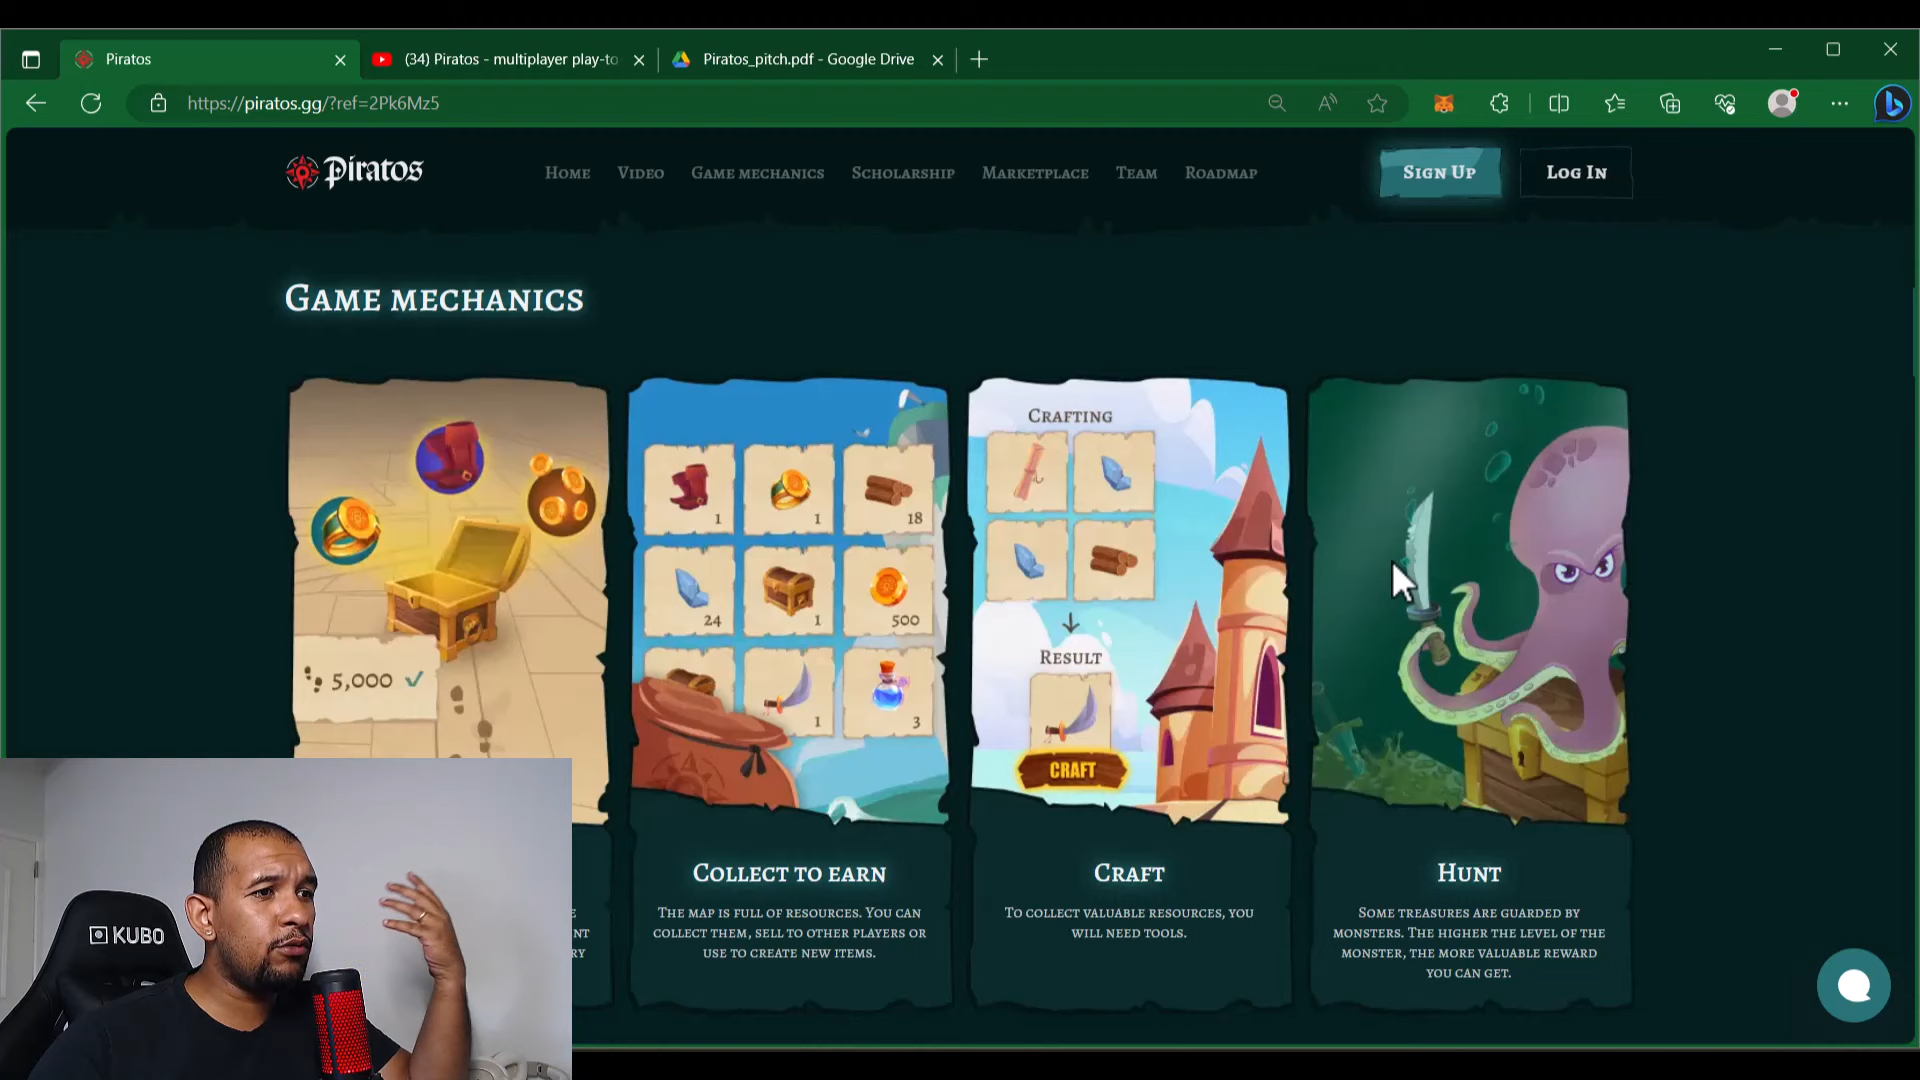 Piratos
(34) Piratos - multiplayer play-to
Piratos_pitch.pdf - Google Drive
https://piratos.gg/?ref=2Pk6Mz5
Piratos
Home
Video
Game mechanics
Scholarship
Marketplace
Team
Roadmap
Sign Up
Log In
Game mechanics
5,000
1
1
18
24
1
500
1
3
Crafting
Result
CRAFT
Collect to earn
The map is full of resources. You can
collect them, sell to other players or
use to create new items.
Craft
To collect valuable resources, you
will need tools.
Hunt
Some treasures are guarded by
monsters. The higher the level of the
monster, the more valuable reward
you can get.
KUBO